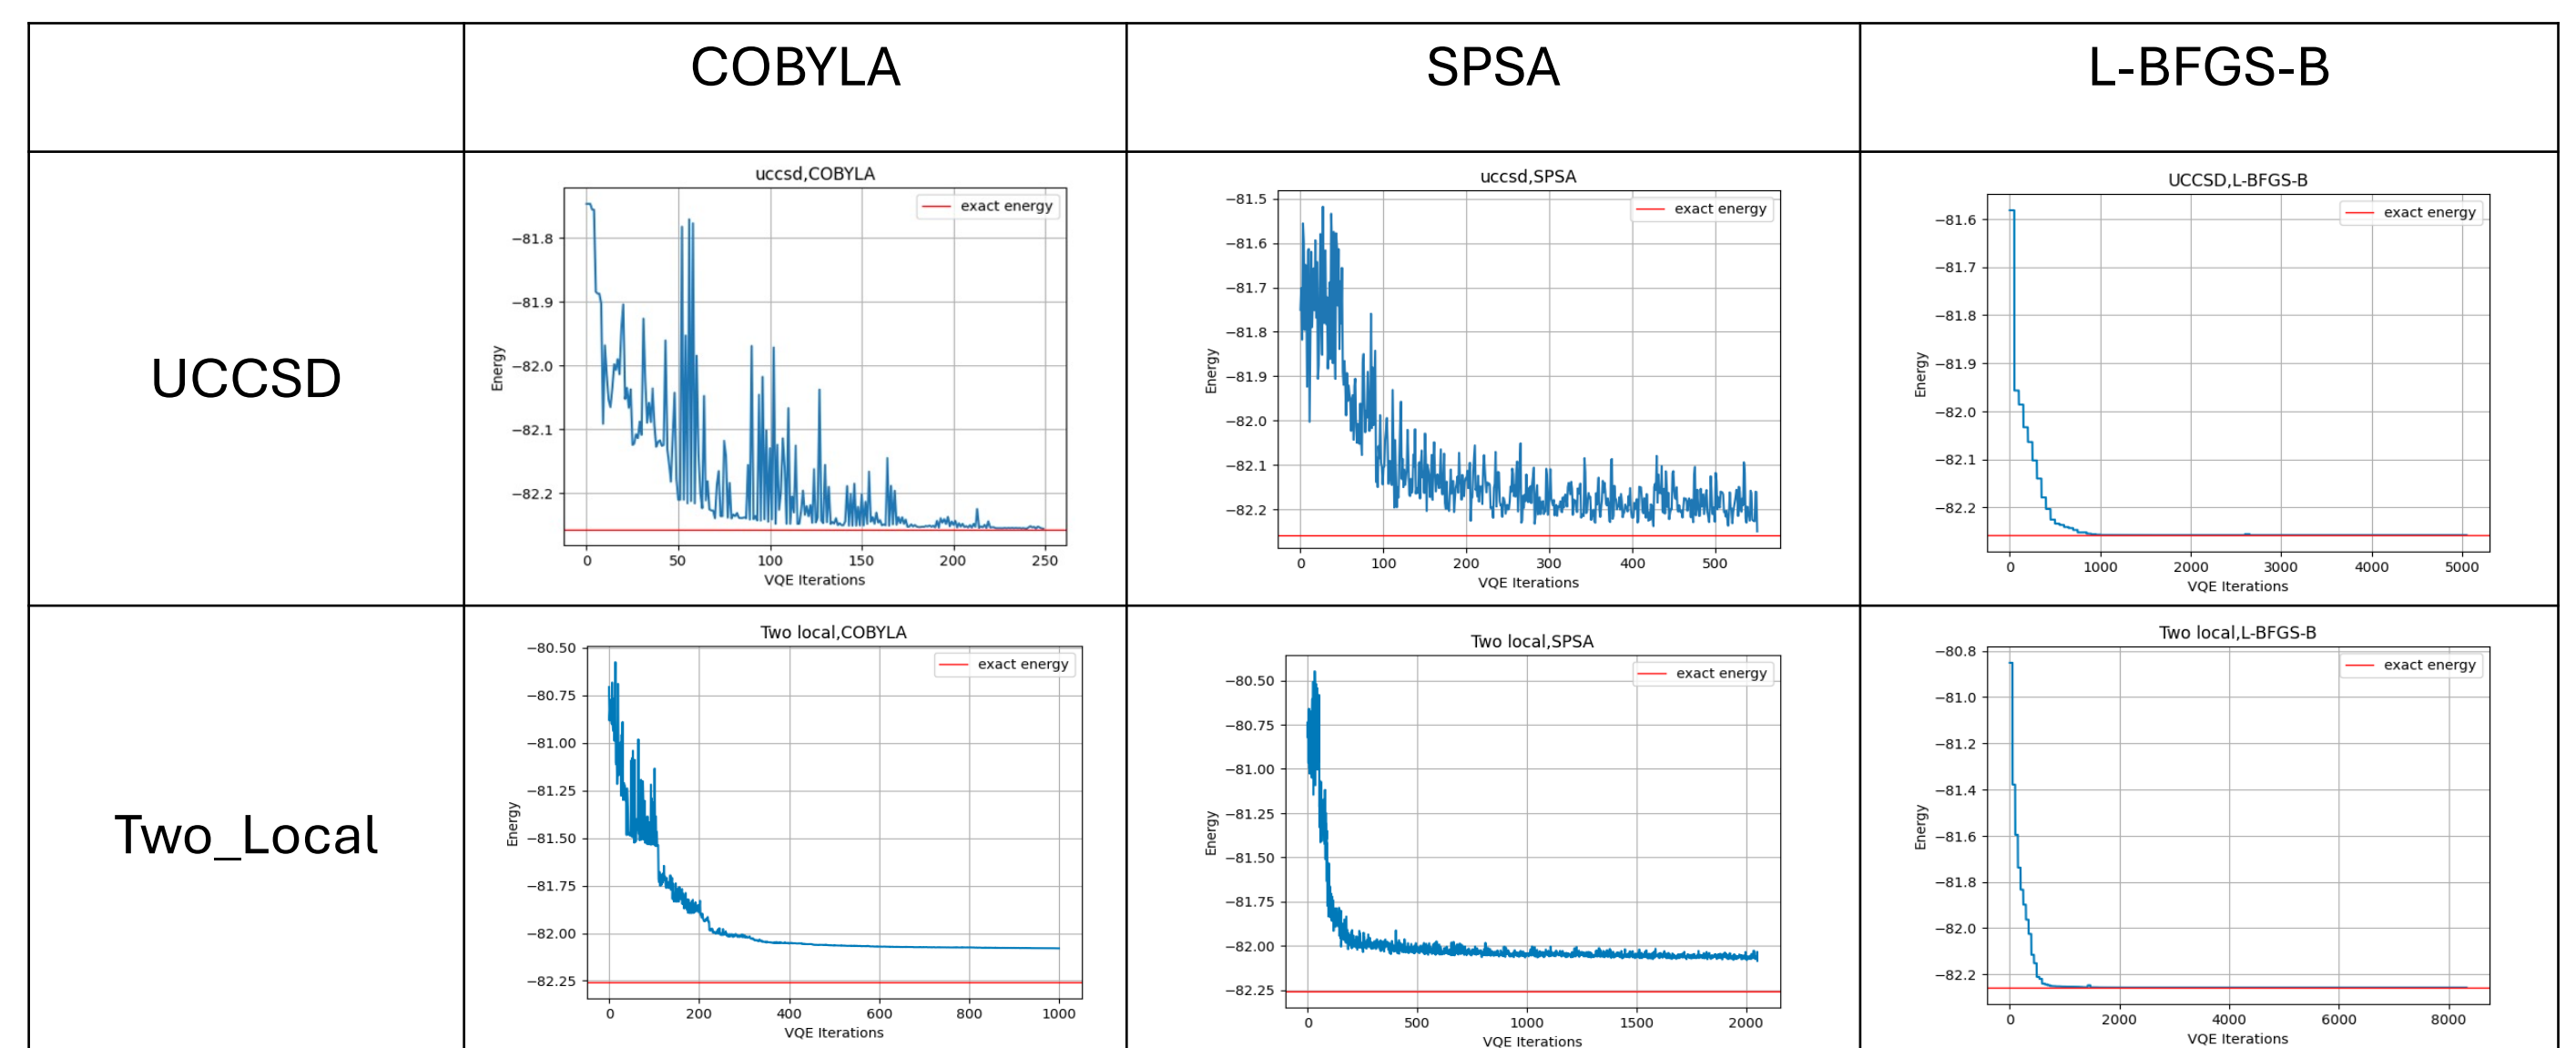 COBYLA
SPSA
L-BFGS-B
UCCSD
uccsd,COBYLA
exact energy
Energy
−81.8
−81.9
−82.0
−82.1
−82.2
0 50 100 150 200 250
VQE Iterations
uccsd,SPSA
exact energy
Energy
−81.5
−81.6
−81.7
−81.8
−81.9
−82.0
−82.1
−82.2
0 100 200 300 400 500
VQE Iterations
UCCSD,L-BFGS-B
exact energy
Energy
−81.6
−81.7
−81.8
−81.9
−82.0
−82.1
−82.2
0 1000 2000 3000 4000 5000
VQE Iterations
Two_Local
Two local,COBYLA
exact energy
Energy
−80.50
−80.75
−81.00
−81.25
−81.50
−81.75
−82.00
−82.25
0 200 400 600 800 1000
VQE Iterations
Two local,SPSA
exact energy
Energy
−80.50
−80.75
−81.00
−81.25
−81.50
−81.75
−82.00
−82.25
0 500 1000 1500 2000
VQE Iterations
Two local,L-BFGS-B
exact energy
Energy
−80.8
−81.0
−81.2
−81.4
−81.6
−81.8
−82.0
−82.2
0 2000 4000 6000 8000
VQE Iterations